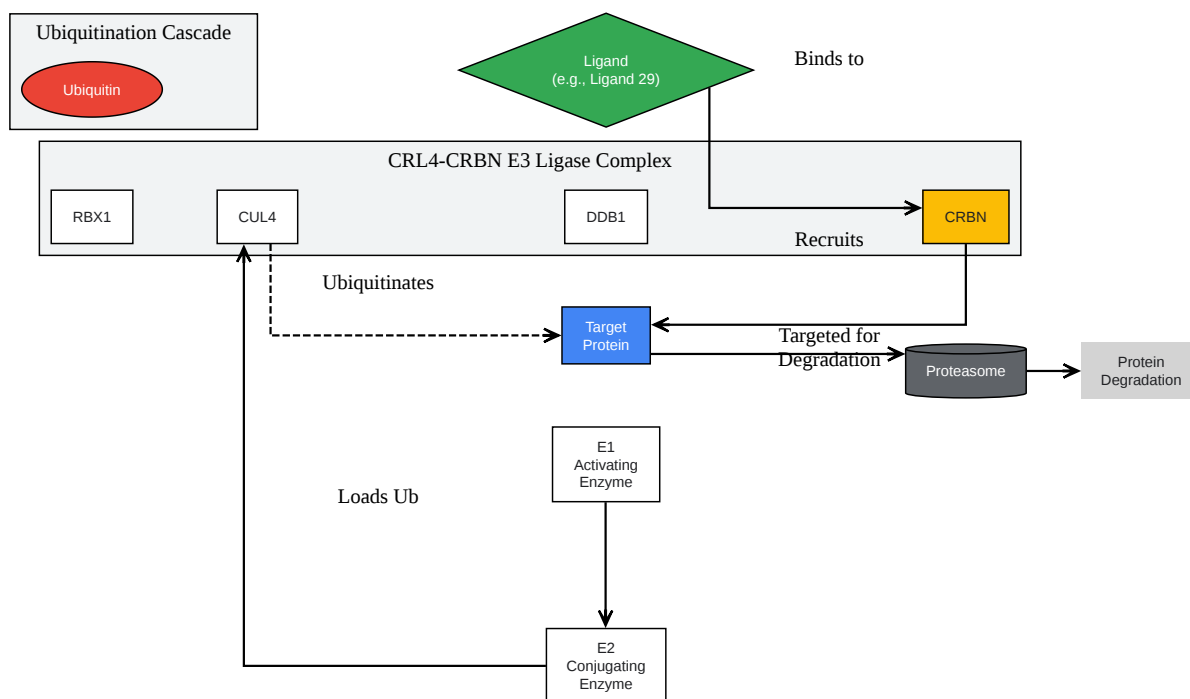 Ubiquitination Cascade
Ubiquitin
Ligand
(e.g., Ligand 29)
Binds to
CRL4-CRBN E3 Ligase Complex
RBX1
CUL4
DDB1
CRBN
Recruits
Ubiquitinates
Target
Protein
Targeted for
Degradation
Proteasome
Protein
Degradation
E1
Activating
Enzyme
Loads Ub
E2
Conjugating
Enzyme